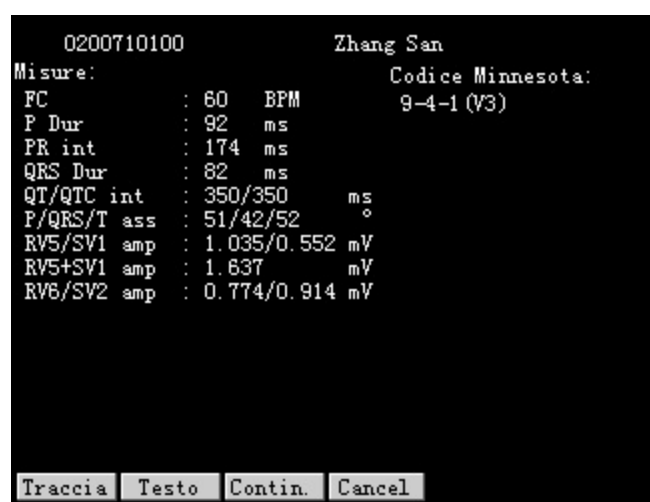 0200710100 Zhang San
Misure: Codice Minnesota:
FC : 60 BPM 9-4-1(V3)
P Dur : 92 ms
PR int : 174 ms
QRS Dur : 82 ms
QT/QTC int : 350/350 ms
P/QRS/T ass : 51/42/52 °
RV5/SV1 amp : 1.035/0.552 mV
RV5+SV1 amp : 1.637 mV
RV6/SV2 amp : 0.774/0.914 mV
Traccia Testo Contin. Cancel